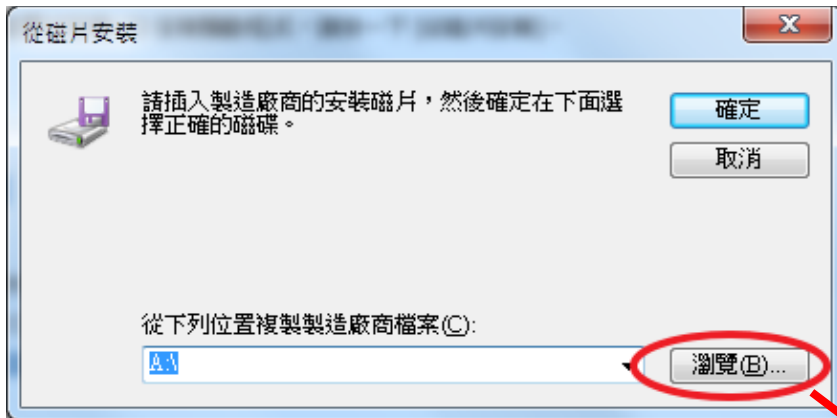 從磁片安裝
請插入製造廠商的安裝磁片，然後確定在下面選
擇正確的磁碟。
確定
取消
從下列位置複製製造廠商檔案(C):
A:\
瀏覽(B)...